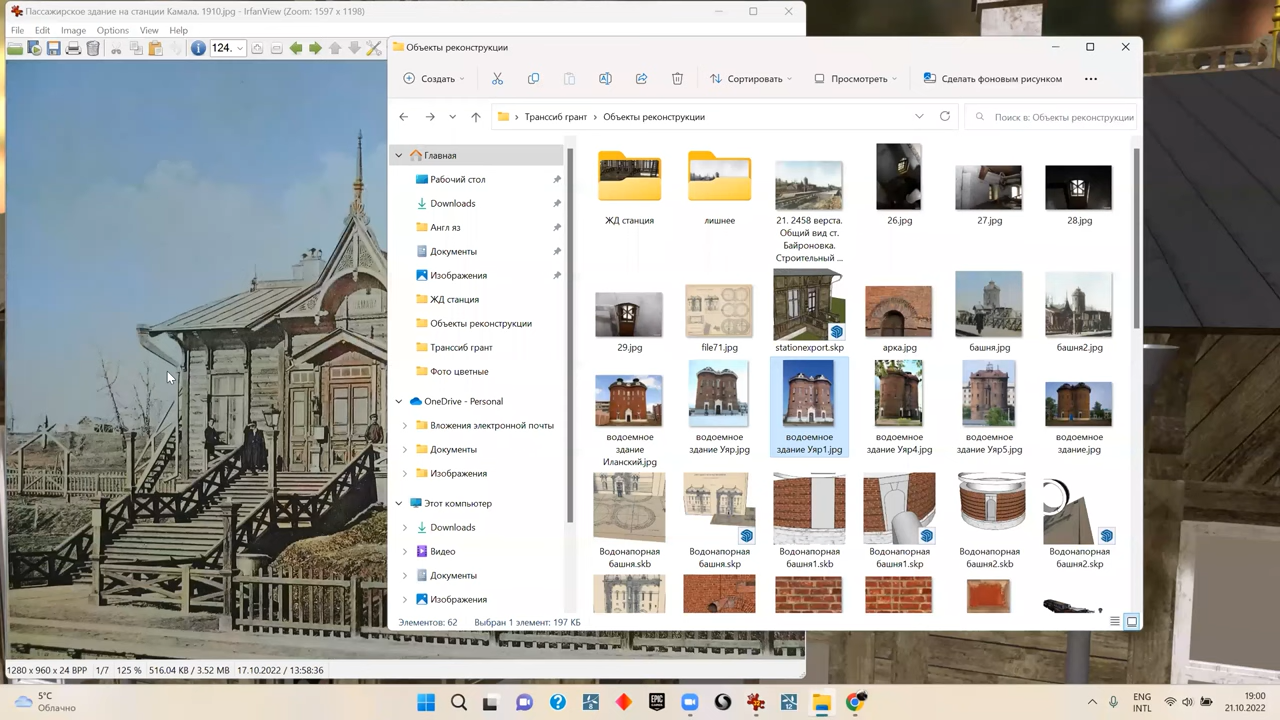 Пассажирское здание на станции Камала. 1910.jpg - IrfanView (Zoom: 1597 x 1198)
File Edit Image Options View Help
124.
Объекты реконструкции
Создать
Сортировать
Просмотреть
Сделать фоновым рисунком
Транссиб грант › Объекты реконструкции
Поиск в: Объекты реконструкции
Главная
Рабочий стол
Downloads
Англ яз
Документы
Изображения
ЖД станция
Объекты реконструкции
Транссиб грант
Фото цветные
OneDrive - Personal
Вложения электронной почты
Документы
Изображения
Этот компьютер
Downloads
Видео
Документы
Изображения
ЖД станция
лишнее
21. 2458 верста.
Общий вид ст.
Байроновка.
Строительный ...
26.jpg
27.jpg
28.jpg
29.jpg
file71.jpg
stationexport.skp
арка.jpg
башня.jpg
башня2.jpg
водоемное
здание
Иланский.jpg
водоемное
здание Уяр.jpg
водоемное
здание Уяр1.jpg
водоемное
здание Уяр4.jpg
водоемное
здание Уяр5.jpg
водоемное
здание.jpg
Водонапорная
башня.skb
Водонапорная
башня.skp
Водонапорная
башня1.skb
Водонапорная
башня1.skp
Водонапорная
башня2.skb
Водонапорная
башня2.skp
Элементов: 62
Выбран 1 элемент: 197 КБ
1280 x 960 x 24 BPP 1/7 125 % 516.04 KB / 3.52 MB 17.10.2022 / 13:58:36
5°C
Облачно
8
EPIC
GAMES
12
ENG
INTL
19:00
21.10.2022